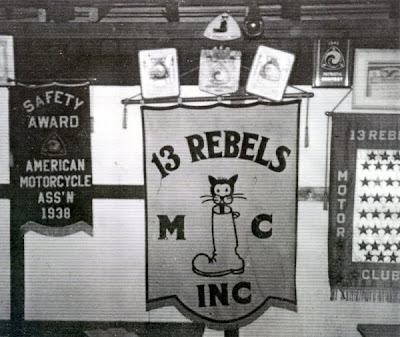 SAFETY
AWARD
AMERICAN
MOTORCYCLE
ASS'N
1938
13 REBELS
M C
INC
13 REBE
MOTOR
CLUB